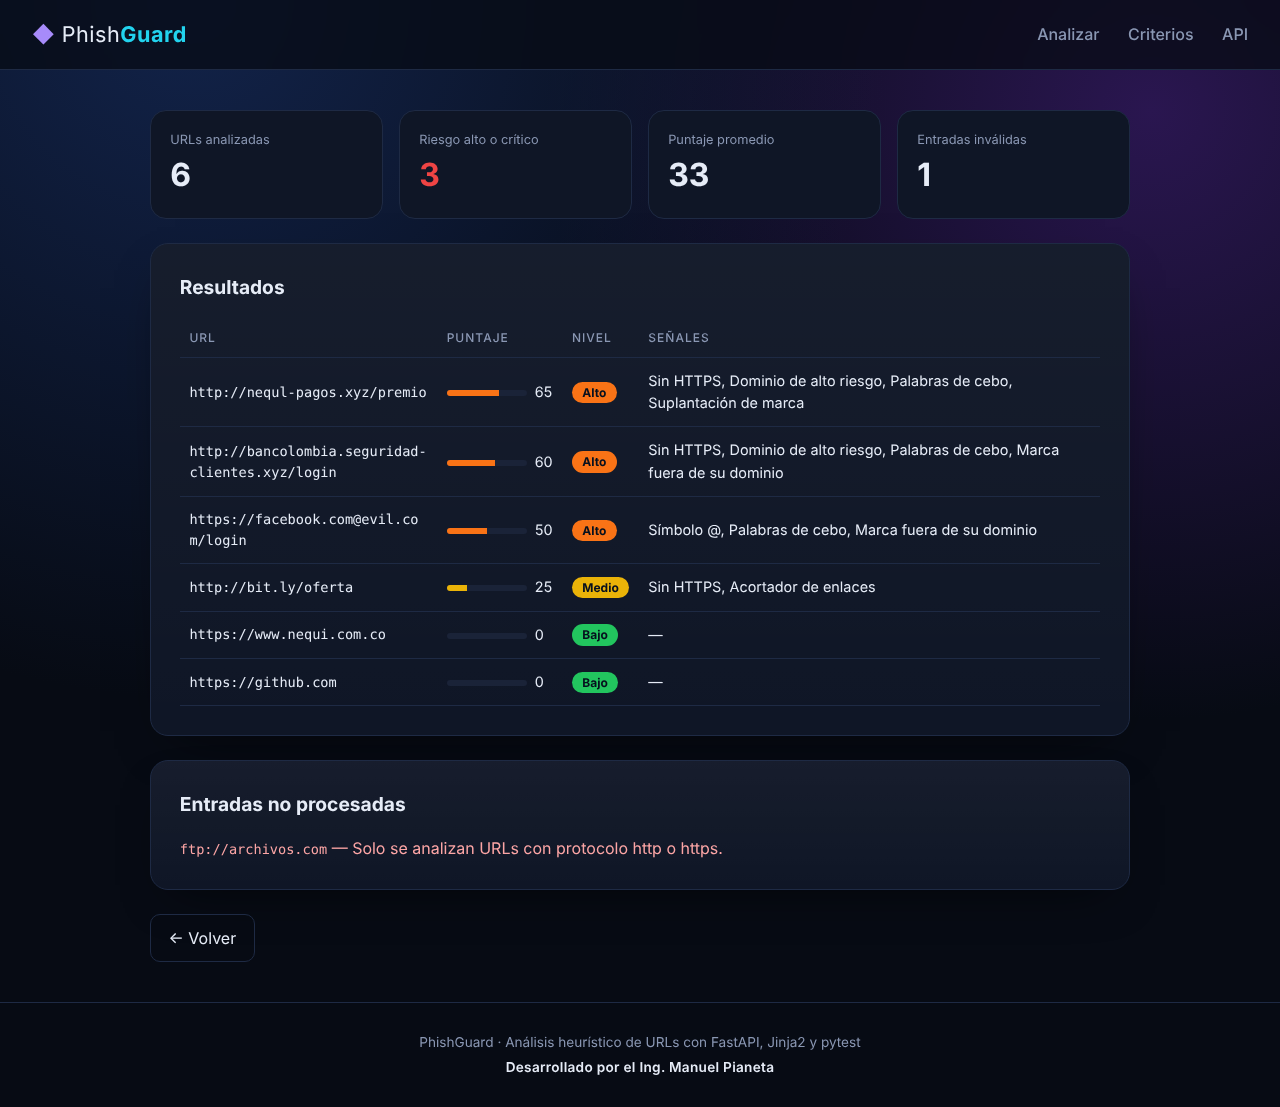 PhishGuard
Analizar Criterios API
URLs analizadas
6
Riesgo alto o crítico
3
Puntaje promedio
33
Entradas inválidas
1
Resultados
URL PUNTAJE NIVEL SEÑALES
http://nequl-pagos.xyz/premio 65 Alto Sin HTTPS, Dominio de alto riesgo, Palabras de cebo,
Suplantación de marca
http://bancolombia.seguridad-
clientes.xyz/login
60 Alto Sin HTTPS, Dominio de alto riesgo, Palabras de cebo, Marca
fuera de su dominio
https://facebook.com@evil.co
m/login
50 Alto Símbolo @, Palabras de cebo, Marca fuera de su dominio
http://bit.ly/oferta 25 Medio Sin HTTPS, Acortador de enlaces
https://www.nequi.com.co 0 Bajo —
https://github.com 0 Bajo —
Entradas no procesadas
ftp://archivos.com — Solo se analizan URLs con protocolo http o https.
← Volver
PhishGuard · Análisis heurístico de URLs con FastAPI, Jinja2 y pytest
Desarrollado por el Ing. Manuel Pianeta